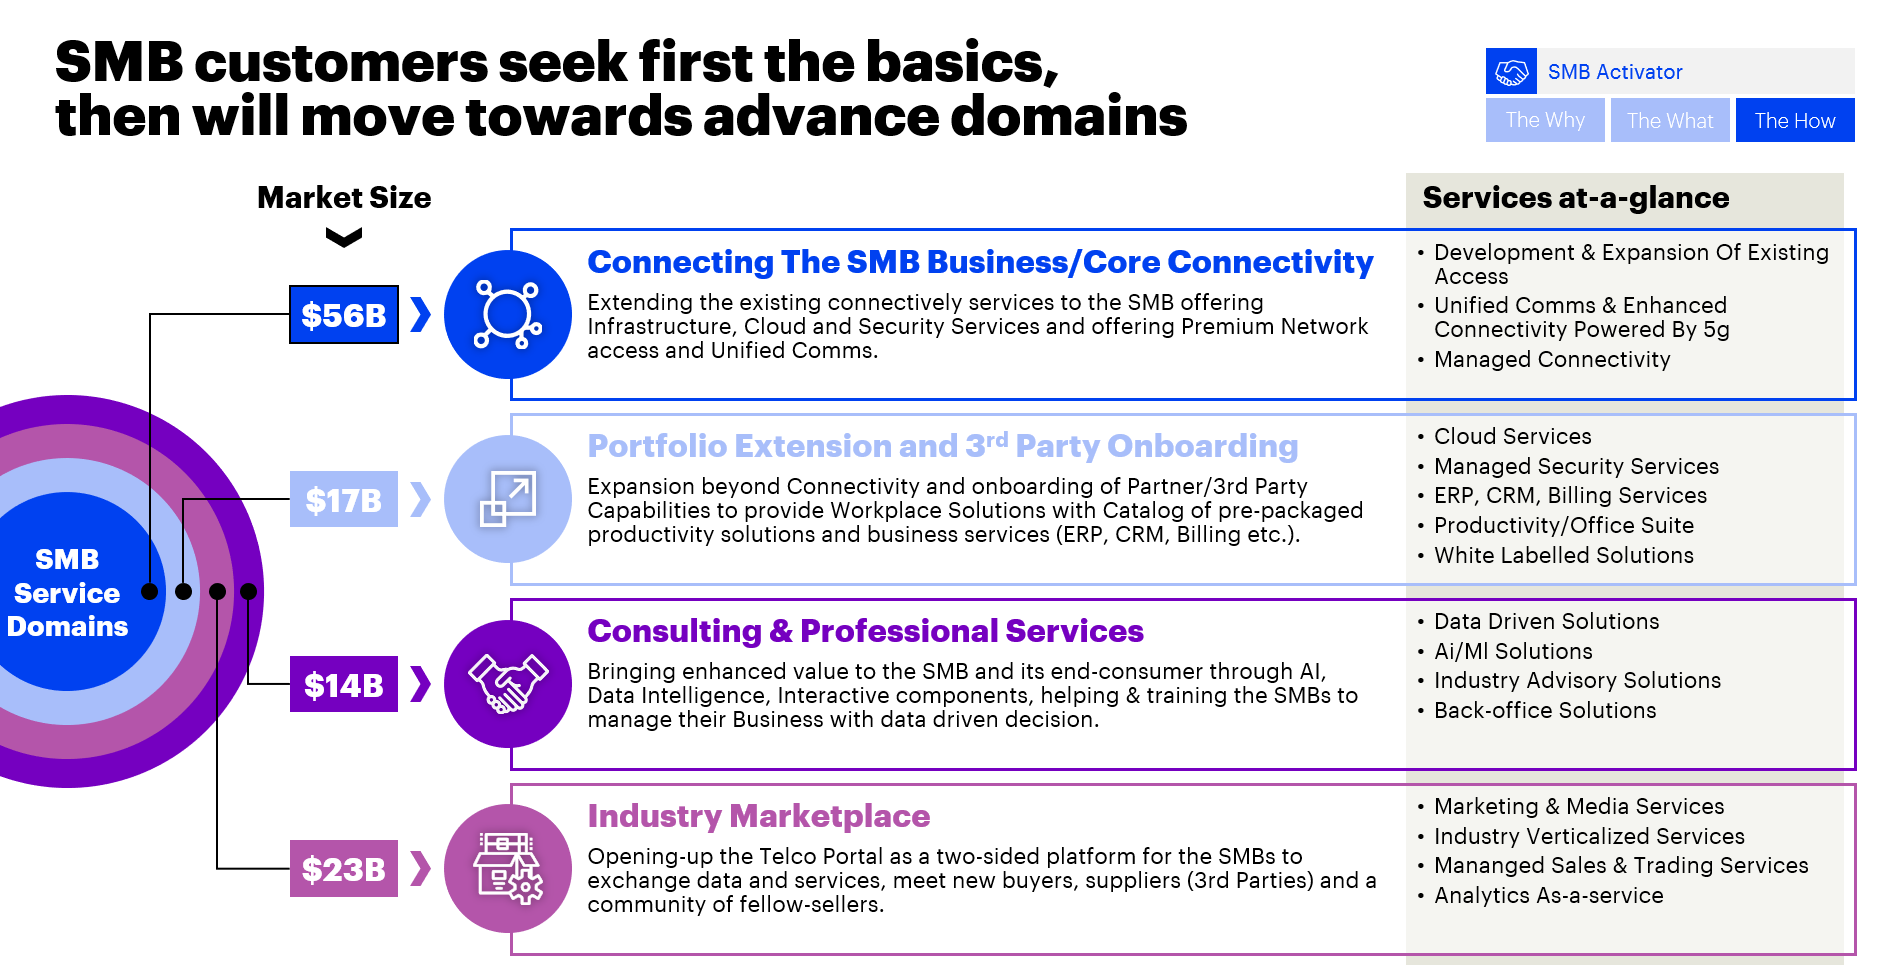 SMB customers seek first the basics,
then will move towards advance domains
SMB Activator
The Why
The What
The How
Market Size
Services at-a-glance
SMB
Service
Domains
$56B
Connecting The SMB Business/Core Connectivity
Extending the existing connectively services to the SMB offering
Infrastructure, Cloud and Security Services and offering Premium Network
access and Unified Comms.
• Development & Expansion Of Existing
Access
• Unified Comms & Enhanced
Connectivity Powered By 5g
• Managed Connectivity
$17B
Portfolio Extension and 3rd Party Onboarding
Expansion beyond Connectivity and onboarding of Partner/3rd Party
Capabilities to provide Workplace Solutions with Catalog of pre-packaged
productivity solutions and business services (ERP, CRM, Billing etc.).
• Cloud Services
• Managed Security Services
• ERP, CRM, Billing Services
• Productivity/Office Suite
• White Labelled Solutions
$14B
Consulting & Professional Services
Bringing enhanced value to the SMB and its end-consumer through AI,
Data Intelligence, Interactive components, helping & training the SMBs to
manage their Business with data driven decision.
• Data Driven Solutions
• Ai/Ml Solutions
• Industry Advisory Solutions
• Back-office Solutions
$23B
Industry Marketplace
Opening-up the Telco Portal as a two-sided platform for the SMBs to
exchange data and services, meet new buyers, suppliers (3rd Parties) and a
community of fellow-sellers.
• Marketing & Media Services
• Industry Verticalized Services
• Mananged Sales & Trading Services
• Analytics As-a-service